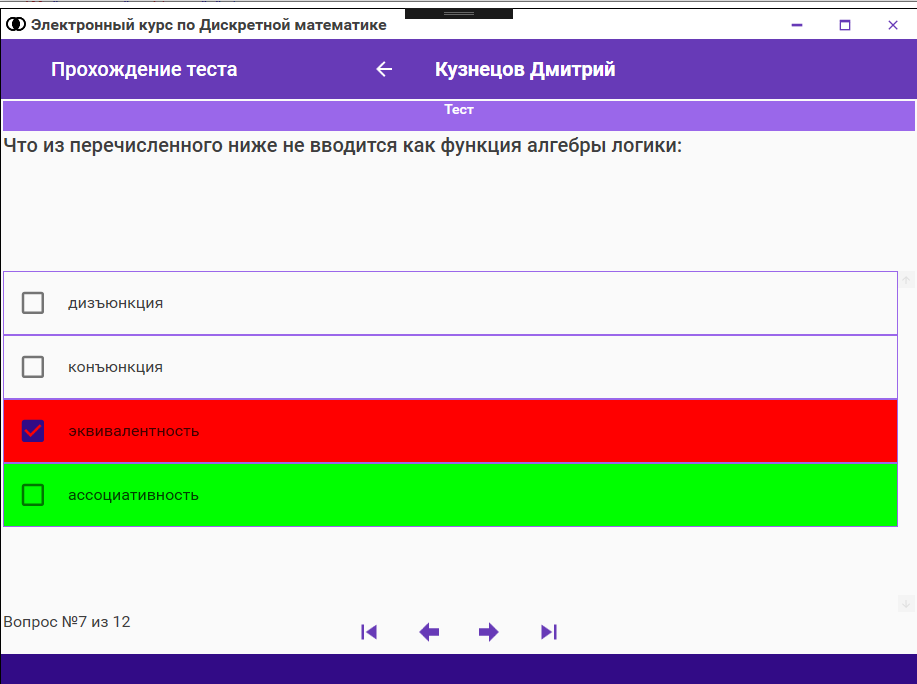 Электронный курс по Дискретной математике
Прохождение теста
Кузнецов Дмитрий
Тест
Что из перечисленного ниже не вводится как функция алгебры логики:
дизъюнкция
конъюнкция
эквивалентность
ассоциативность
Вопрос №7 из 12